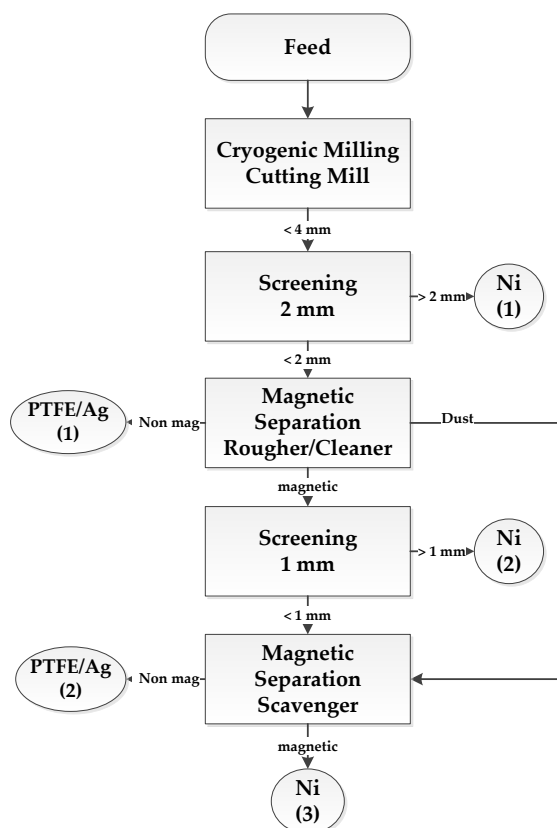 Feed
Cryogenic Milling
Cutting Mill
< 4 mm
Screening
2 mm
> 2 mm
Ni
(1)
< 2 mm
Magnetic
Separation
Rougher/Cleaner
Non mag
PTFE/Ag
(1)
Dust
magnetic
Screening
1 mm
> 1 mm
Ni
(2)
< 1 mm
Magnetic
Separation
Scavenger
Non mag
PTFE/Ag
(2)
magnetic
Ni
(3)